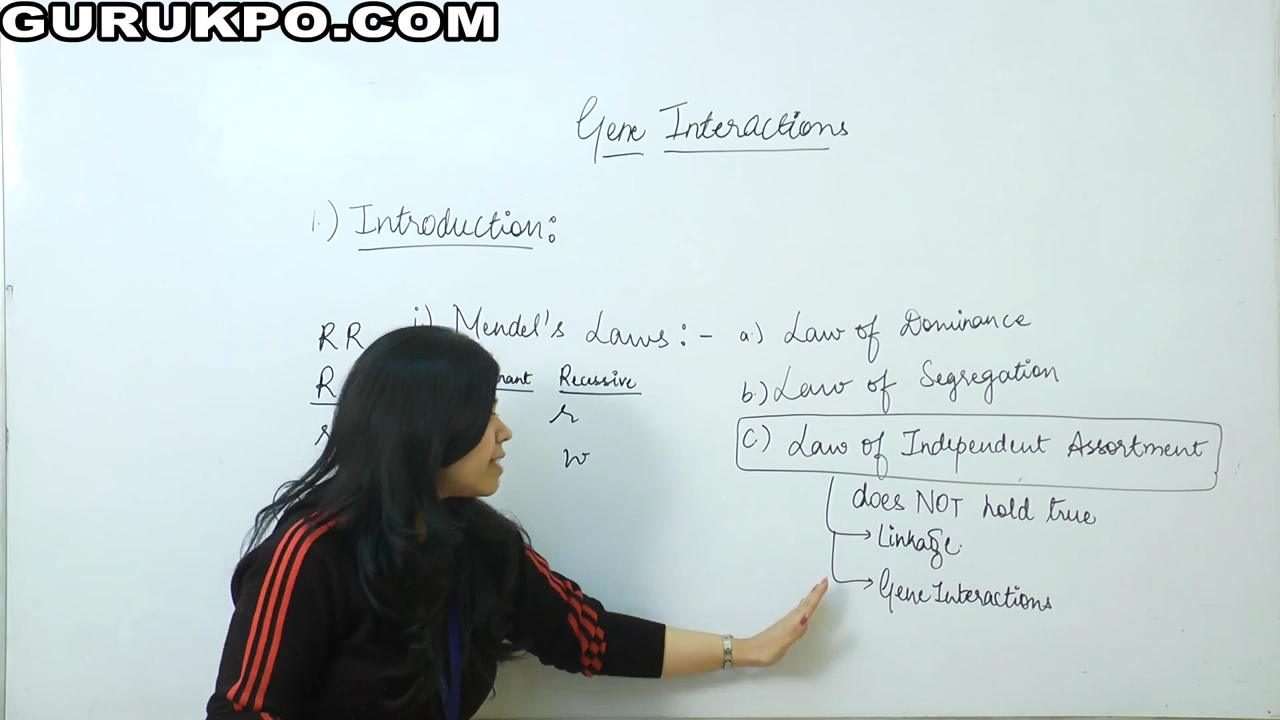 GURUKPO.COM
Gene Interactions
1.) Introduction:
i) Mendel's Laws :- a.) Law of Dominance
RR
b.) Law of Segregation
R Recessive
r
c) Law of Independent Assortment
w
does NOT hold true
Linkage.
Gene Interactions